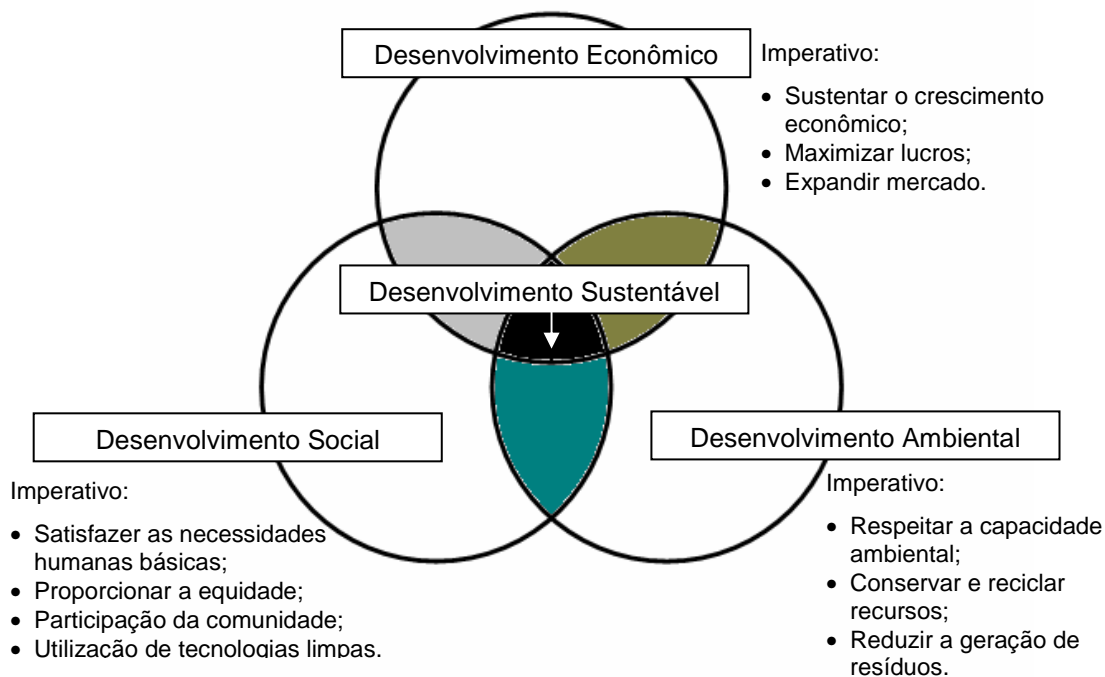 Desenvolvimento Econômico
Imperativo:
• Sustentar o crescimento
econômico;
• Maximizar lucros;
• Expandir mercado.
Desenvolvimento Sustentável
Desenvolvimento Social
Imperativo:
• Satisfazer as necessidades
humanas básicas;
• Proporcionar a equidade;
• Participação da comunidade;
• Utilização de tecnologias limpas.
Desenvolvimento Ambiental
Imperativo:
• Respeitar a capacidade
ambiental;
• Conservar e reciclar
recursos;
• Reduzir a geração de
resíduos.